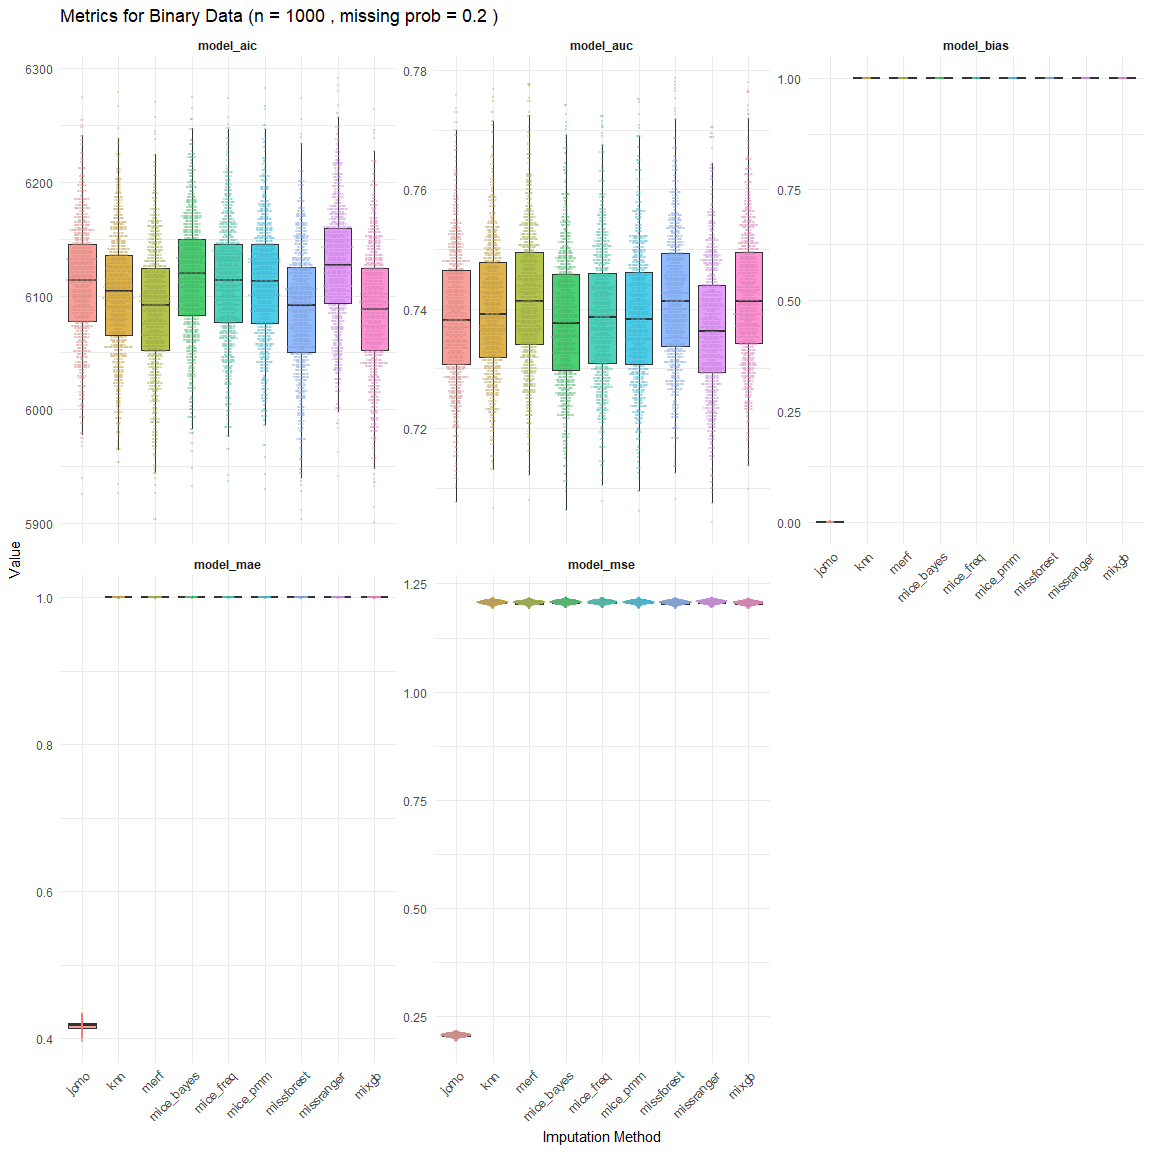 Metrics for Binary Data (n = 1000 , missing prob = 0.2 )
model_aic
model_auc
model_bias
6300
6200
6100
6000
5900
0.78
0.76
0.74
0.72
1.00
0.75
0.50
0.25
0.00
jomo
knn
merf
mice_bayes
mice_freq
mice_pmm
missforest
missranger
mixgb
Value
model_mae
model_mse
1.0
0.8
0.6
0.4
1.25
1.00
0.75
0.50
0.25
jomo
knn
merf
mice_bayes
mice_freq
mice_pmm
missforest
missranger
mixgb
jomo
knn
merf
mice_bayes
mice_freq
mice_pmm
missforest
missranger
mixgb
Imputation Method